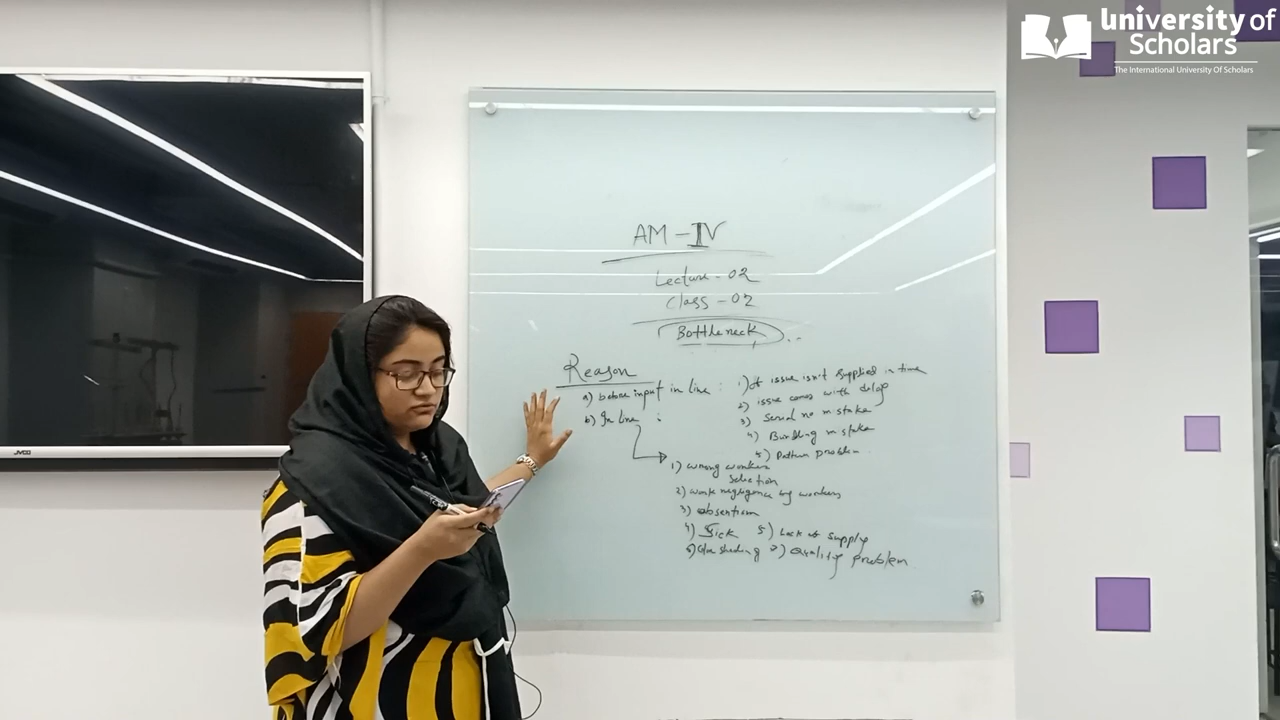 university of
Scholars
The International University Of Scholars
JVCO
AM-IV
Lecture-02
Class-02
Bottleneck
Reason
a) before input in line : 1) If issue isn't supplied in time
2) issue comes with delay
b) In Line : 3) Serial no mistake
4) Bundling mistake
5) Pattern problem
1) wrong workers
Selection
2) work negligence by workers
3) absentism
4) Sick 5) Lack of supply
6) shading 7) Quality problem